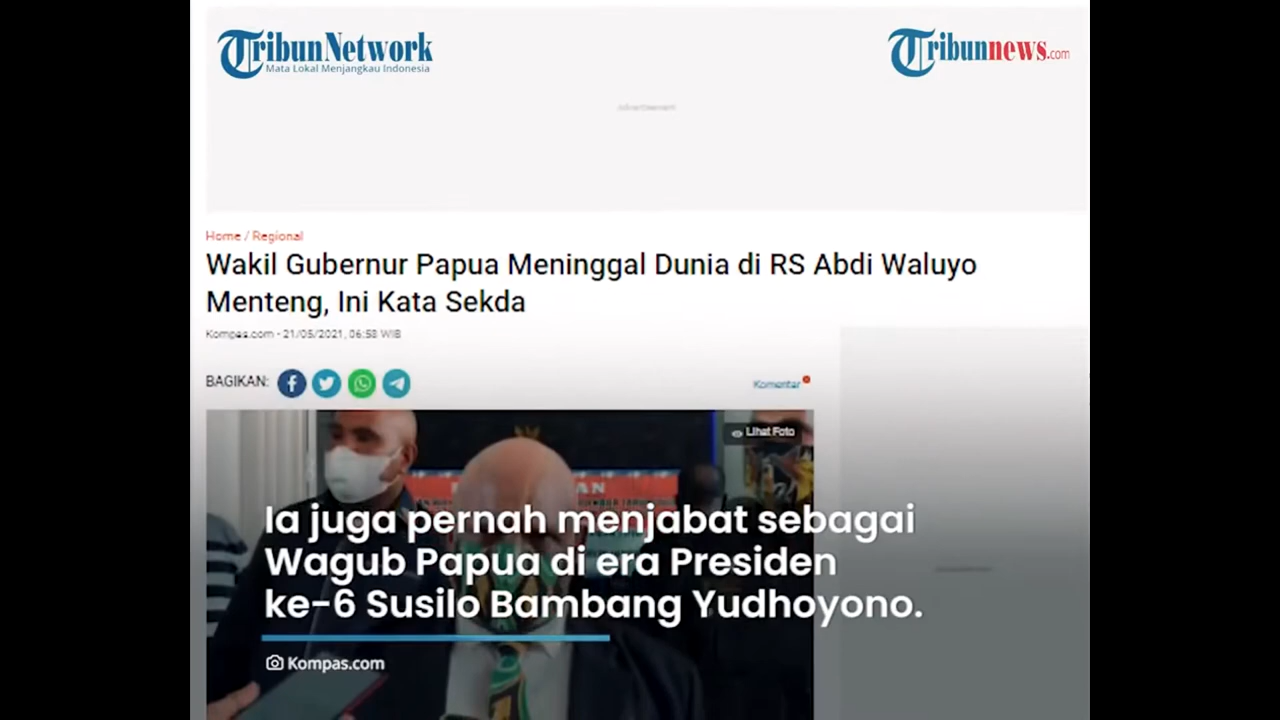 TribunNetwork
Mata Lokal Menjangkau Indonesia
Tribunnews.com
Advertisement
Home / Regional
Wakil Gubernur Papua Meninggal Dunia di RS Abdi Waluyo
Menteng, Ini Kata Sekda
Kompas.com - 21/05/2021, 06:58 WIB
BAGIKAN:
Komentar
Lihat Foto
Ia juga pernah menjabat sebagai
Wagub Papua di era Presiden
ke-6 Susilo Bambang Yudhoyono.
Kompas.com